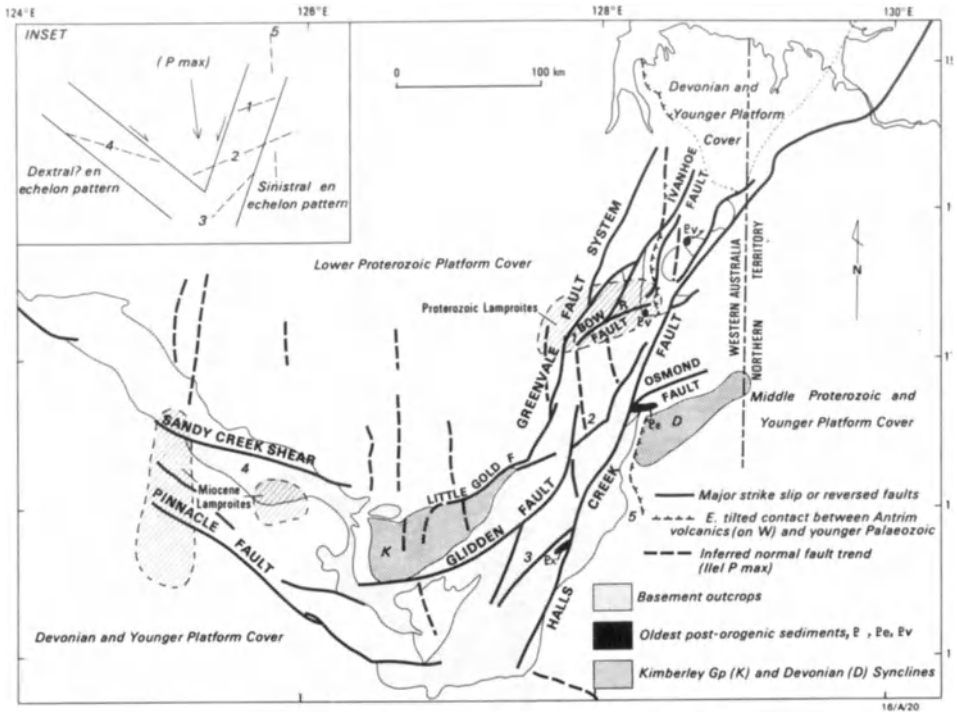 124°E
126°E
128°E
130°E
INSET
5
(P max)
1
4
2
Dextral? en
echelon pattern
Sinistral en
echelon pattern
3
0 100 km
Devonian and
Younger Platform
Cover
IVANHOE
FAULT
SYSTEM
Lower Proterozoic Platform Cover
Proterozoic Lamproites
BOW R
FAULT
GREENVALE FAULT
WESTERN AUSTRALIA
NORTHERN TERRITORY
N
OSMOND
FAULT
Middle Proterozoic and
Younger Platform Cover
2
D
SANDY CREEK SHEAR
4
Miocene
Lamproites
PINNACLE FAULT
LITTLE GOLD F
K
GLIDDEN FAULT
HALLS CREEK FAULT
3
5
Devonian and Younger Platform Cover
Major strike slip or reversed faults
E. tilted contact between Antrim
volcanics (on W) and younger Palaeozoic
Inferred normal fault trend
(llel P max)
Basement outcrops
Oldest post-orogenic sediments,
Kimberley Gp (K) and Devonian (D) Synclines
16/A/20